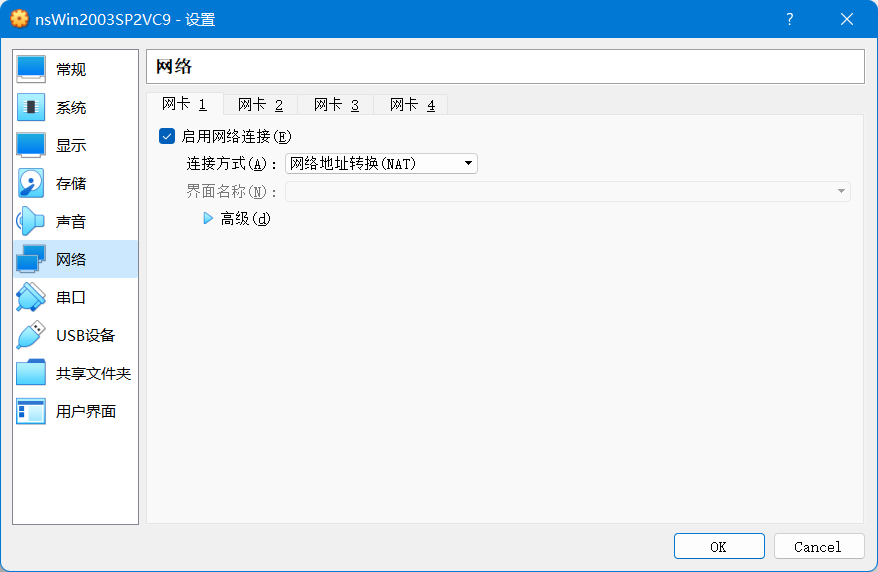 nsWin2003SP2VC9 - 设置
?
常规
系统
显示
存储
声音
网络
串口
USB设备
共享文件夹
用户界面
网络
网卡 1 网卡 2 网卡 3 网卡 4
启用网络连接(E)
连接方式(A): 网络地址转换(NAT)
界面名称(N):
高级(d)
OK Cancel